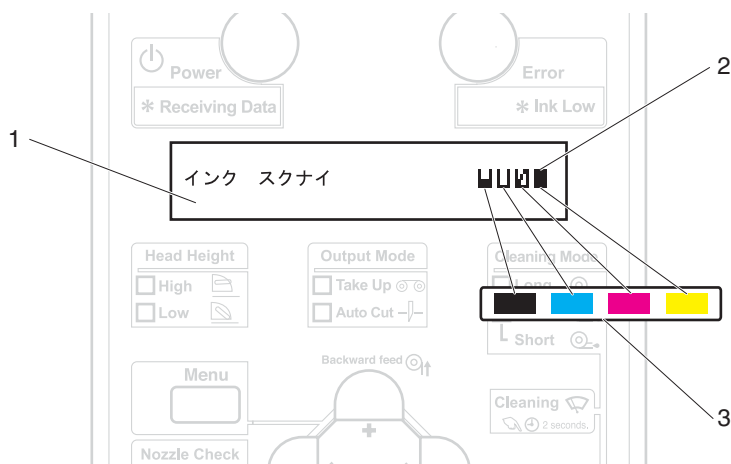 Power
Error
2
* Receiving Data
* Ink Low
1
インク スクナイ
Head Height
Output Mode
Cleaning Mode
High
Take Up
Long
Low
Auto Cut
Short
Backward feed
Menu
Cleaning
2 seconds.
3
+
Nozzle Check